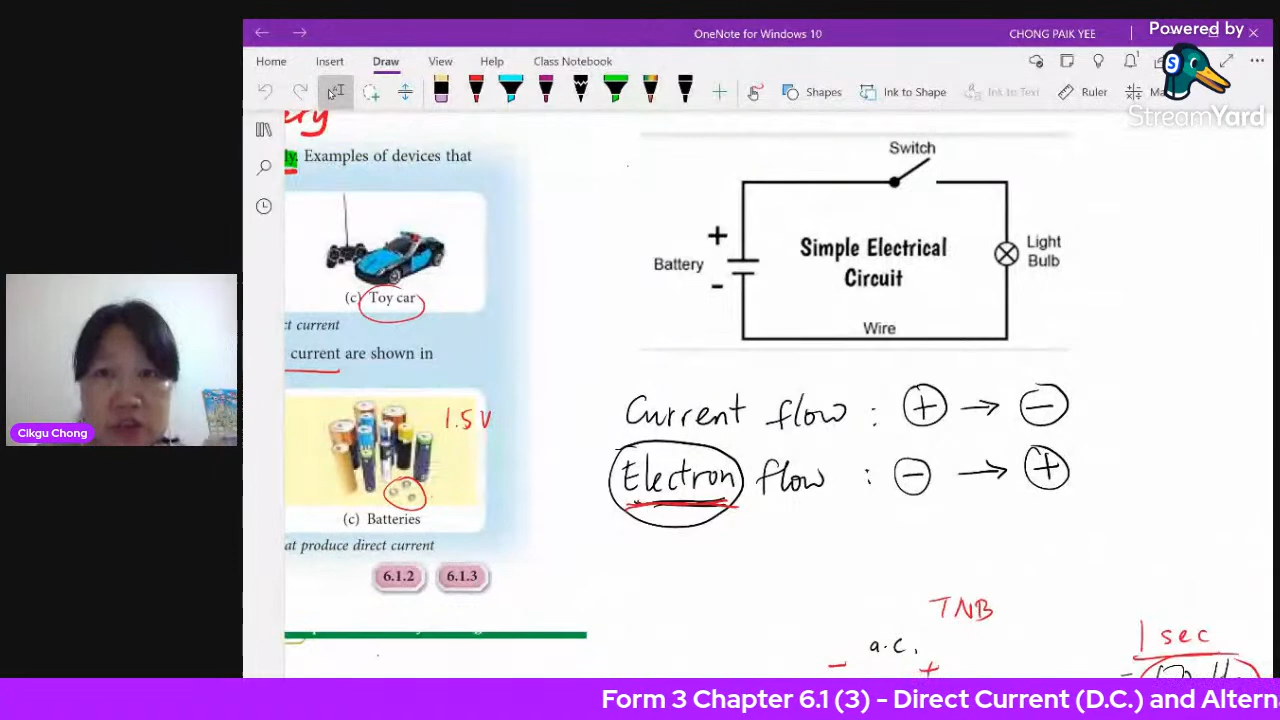 OneNote for Windows 10
CHONG PAIK YEE
Powered by
StreamYard
Home
Insert
Draw
View
Help
Class Notebook
Shapes
Ink to Shape
Ink to Text
Ruler
ly. Examples of devices that
(c) Toy car
ct current
current are shown in
1.5 V
(c) Batteries
at produce direct current
6.1.2
6.1.3
Switch
+
Battery
-
Simple Electrical
Circuit
Light
Bulb
Wire
Current flow : + → -
Electron flow : - → +
TNB
a.c.
- +
1 sec
Cikgu Chong
Form 3 Chapter 6.1 (3) - Direct Current (D.C.) and Altern